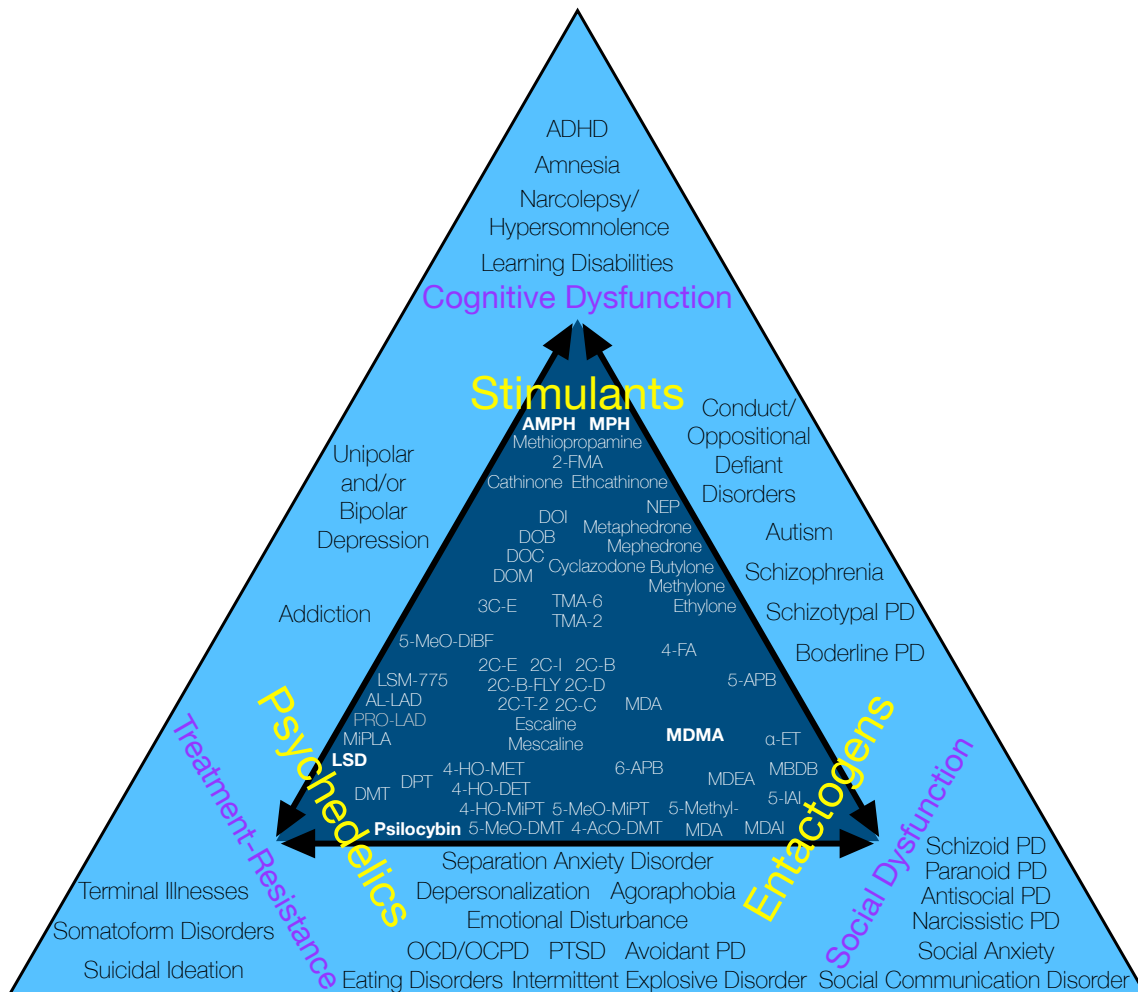 ADHD
Amnesia
Narcolepsy/
Hypersomnolence
Learning Disabilities
Cognitive Dysfunction
Stimulants
AMPH MPH
Methiopropamine
2-FMA
Cathinone Ethcathinone
NEP
DOI
Metaphedrone
DOB
Mephedrone
DOC
Cyclazodone Butylone
DOM
Methylone
3C-E
TMA-6
Ethylone
TMA-2
5-MeO-DiBF
4-FA
2C-E 2C-I 2C-B
LSM-775
2C-B-FLY 2C-D
5-APB
AL-LAD
2C-T-2 2C-C
MDA
PRO-LAD
Escaline
MiPLA
Mescaline
MDMA
α-ET
LSD
4-HO-MET
6-APB
MBDB
DPT
4-HO-DET
MDEA
DMT
5-IAI
4-HO-MiPT 5-MeO-MiPT 5-Methyl-
Psilocybin 5-MeO-DMT 4-AcO-DMT MDA MDAI
Unipolar
and/or
Bipolar
Depression
Addiction
Conduct/
Oppositional
Defiant
Disorders
Autism
Schizophrenia
Schizotypal PD
Boderline PD
Psychedelics
Entactogens
Treatment-Resistance
Social Dysfunction
Terminal Illnesses
Somatoform Disorders
Suicidal Ideation
Separation Anxiety Disorder
Depersonalization Agoraphobia
Emotional Disturbance
OCD/OCPD PTSD Avoidant PD
Eating Disorders Intermittent Explosive Disorder
Schizoid PD
Paranoid PD
Antisocial PD
Narcissistic PD
Social Anxiety
Social Communication Disorder